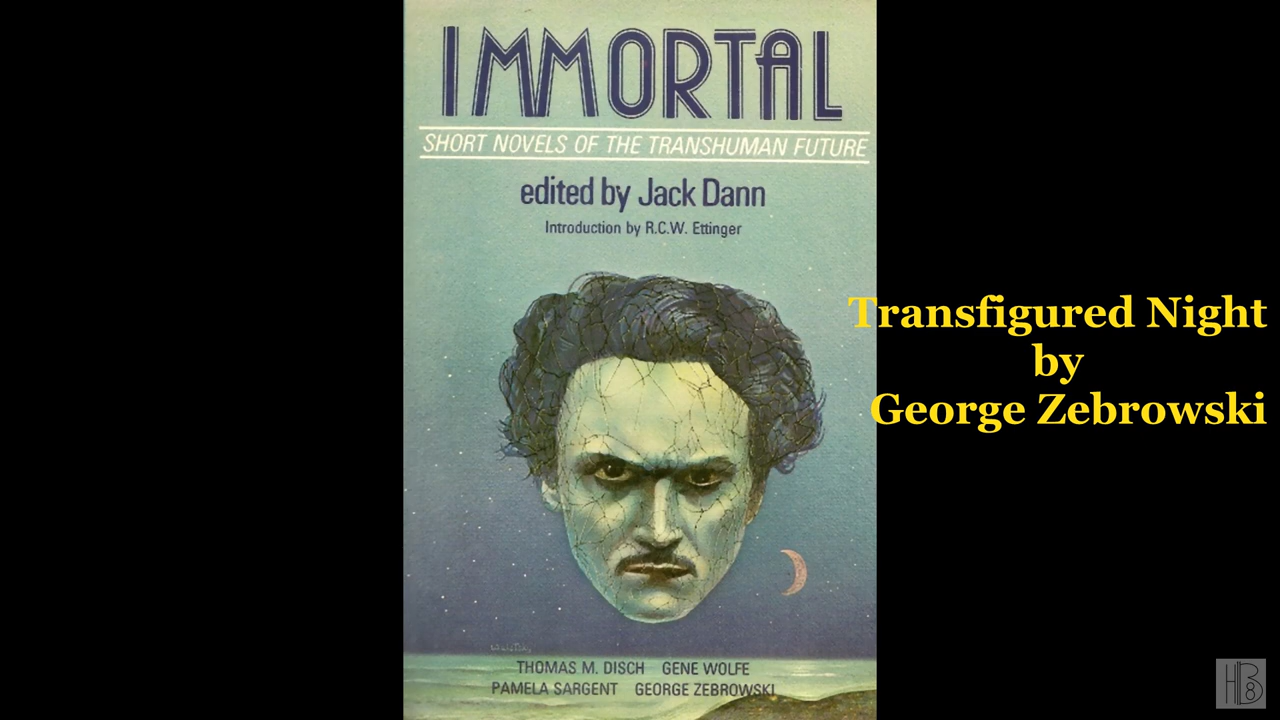 IMMORTAL
SHORT NOVELS OF THE TRANSHUMAN FUTURE
edited by Jack Dann
Introduction by R.C.W. Ettinger
Transfigured Night
by
George Zebrowski
THOMAS M. DISCH GENE WOLFE
PAMELA SARGENT GEORGE ZEBROWSKI